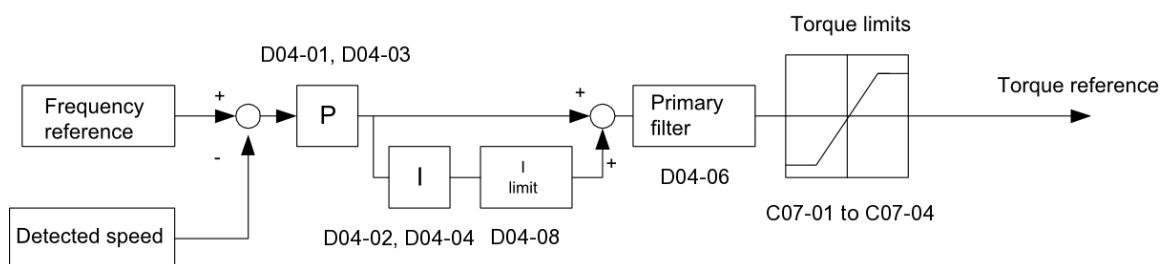 Torque limits
D04-01, D04-03
Frequency
reference
+
-
P
+
+
Primary
filter
Torque reference
I
I
limit
D04-06
Detected speed
D04-02, D04-04
D04-08
C07-01 to C07-04